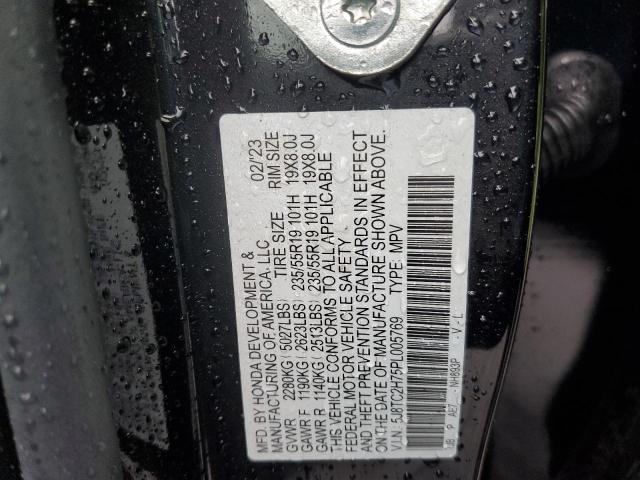 MFD. BY HONDA DEVELOPMENT &
MANUFACTURING OF AMERICA, LLC 02/'23
GVWR 2280KG (5027LBS) TIRE SIZE RIM SIZE
GAWR F 1190KG (2623LBS) 235/55R19 101H 19X8.0J
GAWR R 1140KG (2513LBS) 235/55R19 101H 19X8.0J
THIS VEHICLE CONFORMS TO ALL APPLICABLE
FEDERAL MOTOR VEHICLE SAFETY
AND THEFT PREVENTION STANDARDS IN EFFECT
ON THE DATE OF MANUFACTURE SHOWN ABOVE.
V.I.N. 5J8TC2H75PL005769 TYPE: MPV
NH893P V - L